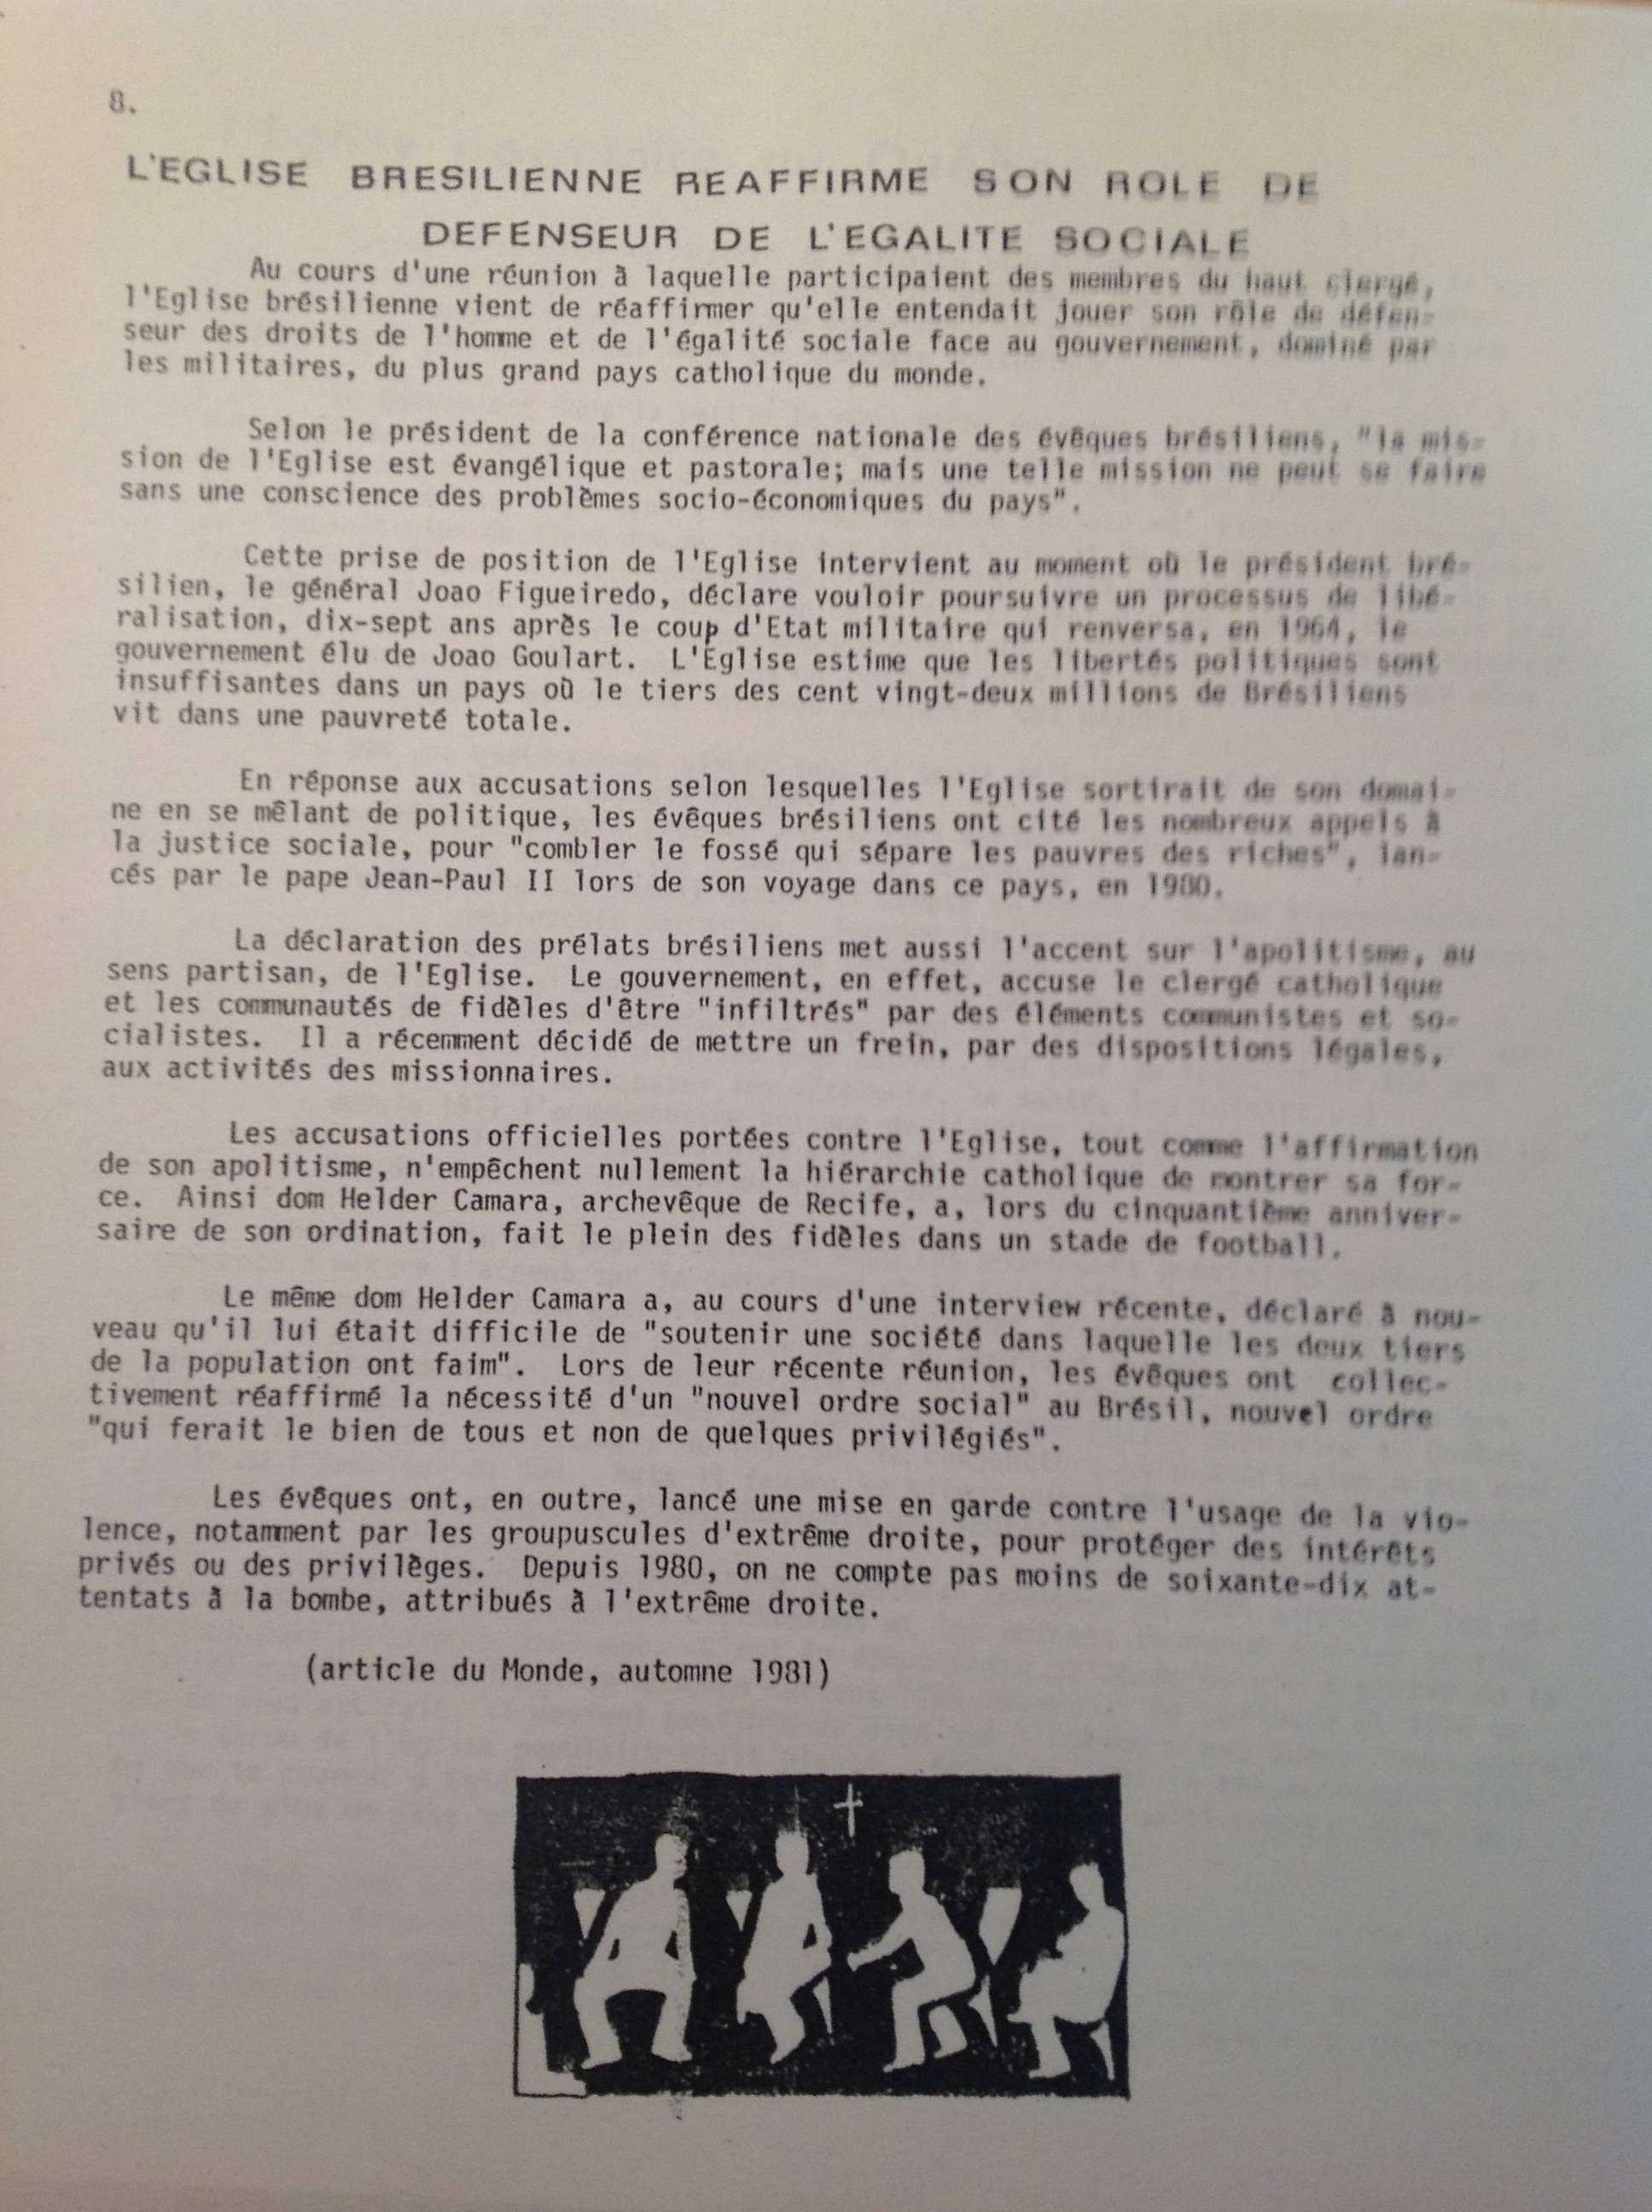 8.
L'EGLISE BRESILIENNE REAFFIRME SON ROLE DE
DEFENSEUR DE L'EGALITE SOCIALE
Au cours d'une réunion à laquelle participaient des membres du haut clergé,
l'Eglise brésilienne vient de réaffirmer qu'elle entendait jouer son rôle de défen-
seur des droits de l'homme et de l'égalité sociale face au gouvernement, dominé par
les militaires, du plus grand pays catholique du monde.
Selon le président de la conférence nationale des évêques brésiliens, "la mis-
sion de l'Eglise est évangélique et pastorale; mais une telle mission ne peut se faire
sans une conscience des problèmes socio-économiques du pays".
Cette prise de position de l'Eglise intervient au moment où le président bré-
silien, le général Joao Figueiredo, déclare vouloir poursuivre un processus de libé-
ralisation, dix-sept ans après le coup d'Etat militaire qui renversa, en 1964, le
gouvernement élu de Joao Goulart. L'Eglise estime que les libertés politiques sont
insuffisantes dans un pays où le tiers des cent vingt-deux millions de Brésiliens
vit dans une pauvreté totale.
En réponse aux accusations selon lesquelles l'Eglise sortirait de son domai-
ne en se mêlant de politique, les évêques brésiliens ont cité les nombreux appels à
la justice sociale, pour "combler le fossé qui sépare les pauvres des riches", lan-
cés par le pape Jean-Paul II lors de son voyage dans ce pays, en 1980.
La déclaration des prélats brésiliens met aussi l'accent sur l'apolitisme, au
sens partisan, de l'Eglise. Le gouvernement, en effet, accuse le clergé catholique
et les communautés de fidèles d'être "infiltrés" par des éléments communistes et so-
cialistes. Il a récemment décidé de mettre un frein, par des dispositions légales,
aux activités des missionnaires.
Les accusations officielles portées contre l'Eglise, tout comme l'affirmation
de son apolitisme, n'empêchent nullement la hiérarchie catholique de montrer sa for-
ce. Ainsi dom Helder Camara, archevêque de Recife, a, lors du cinquantième anniver-
saire de son ordination, fait le plein des fidèles dans un stade de football.
Le même dom Helder Camara a, au cours d'une interview récente, déclaré à nou-
veau qu'il lui était difficile de "soutenir une société dans laquelle les deux tiers
de la population ont faim". Lors de leur récente réunion, les évêques ont collec-
tivement réaffirmé la nécessité d'un "nouvel ordre social" au Brésil, nouvel ordre
"qui ferait le bien de tous et non de quelques privilégiés".
Les évêques ont, en outre, lancé une mise en garde contre l'usage de la vio-
lence, notamment par les groupuscules d'extrême droite, pour protéger des intérêts
privés ou des privilèges. Depuis 1980, on ne compte pas moins de soixante-dix at-
tentats à la bombe, attribués à l'extrême droite.
(article du Monde, automne 1981)